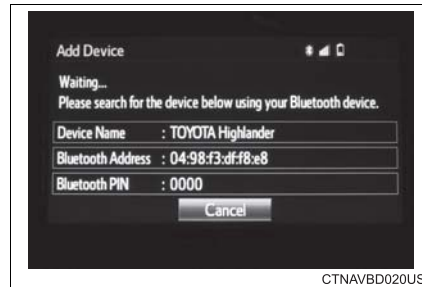 Add Device
Waiting...
Please search for the device below using your Bluetooth device.
Device Name : TOYOTA Highlander
Bluetooth Address : 04:98:f3:df:f8:e8
Bluetooth PIN : 0000
Cancel
CTNAVBD020US